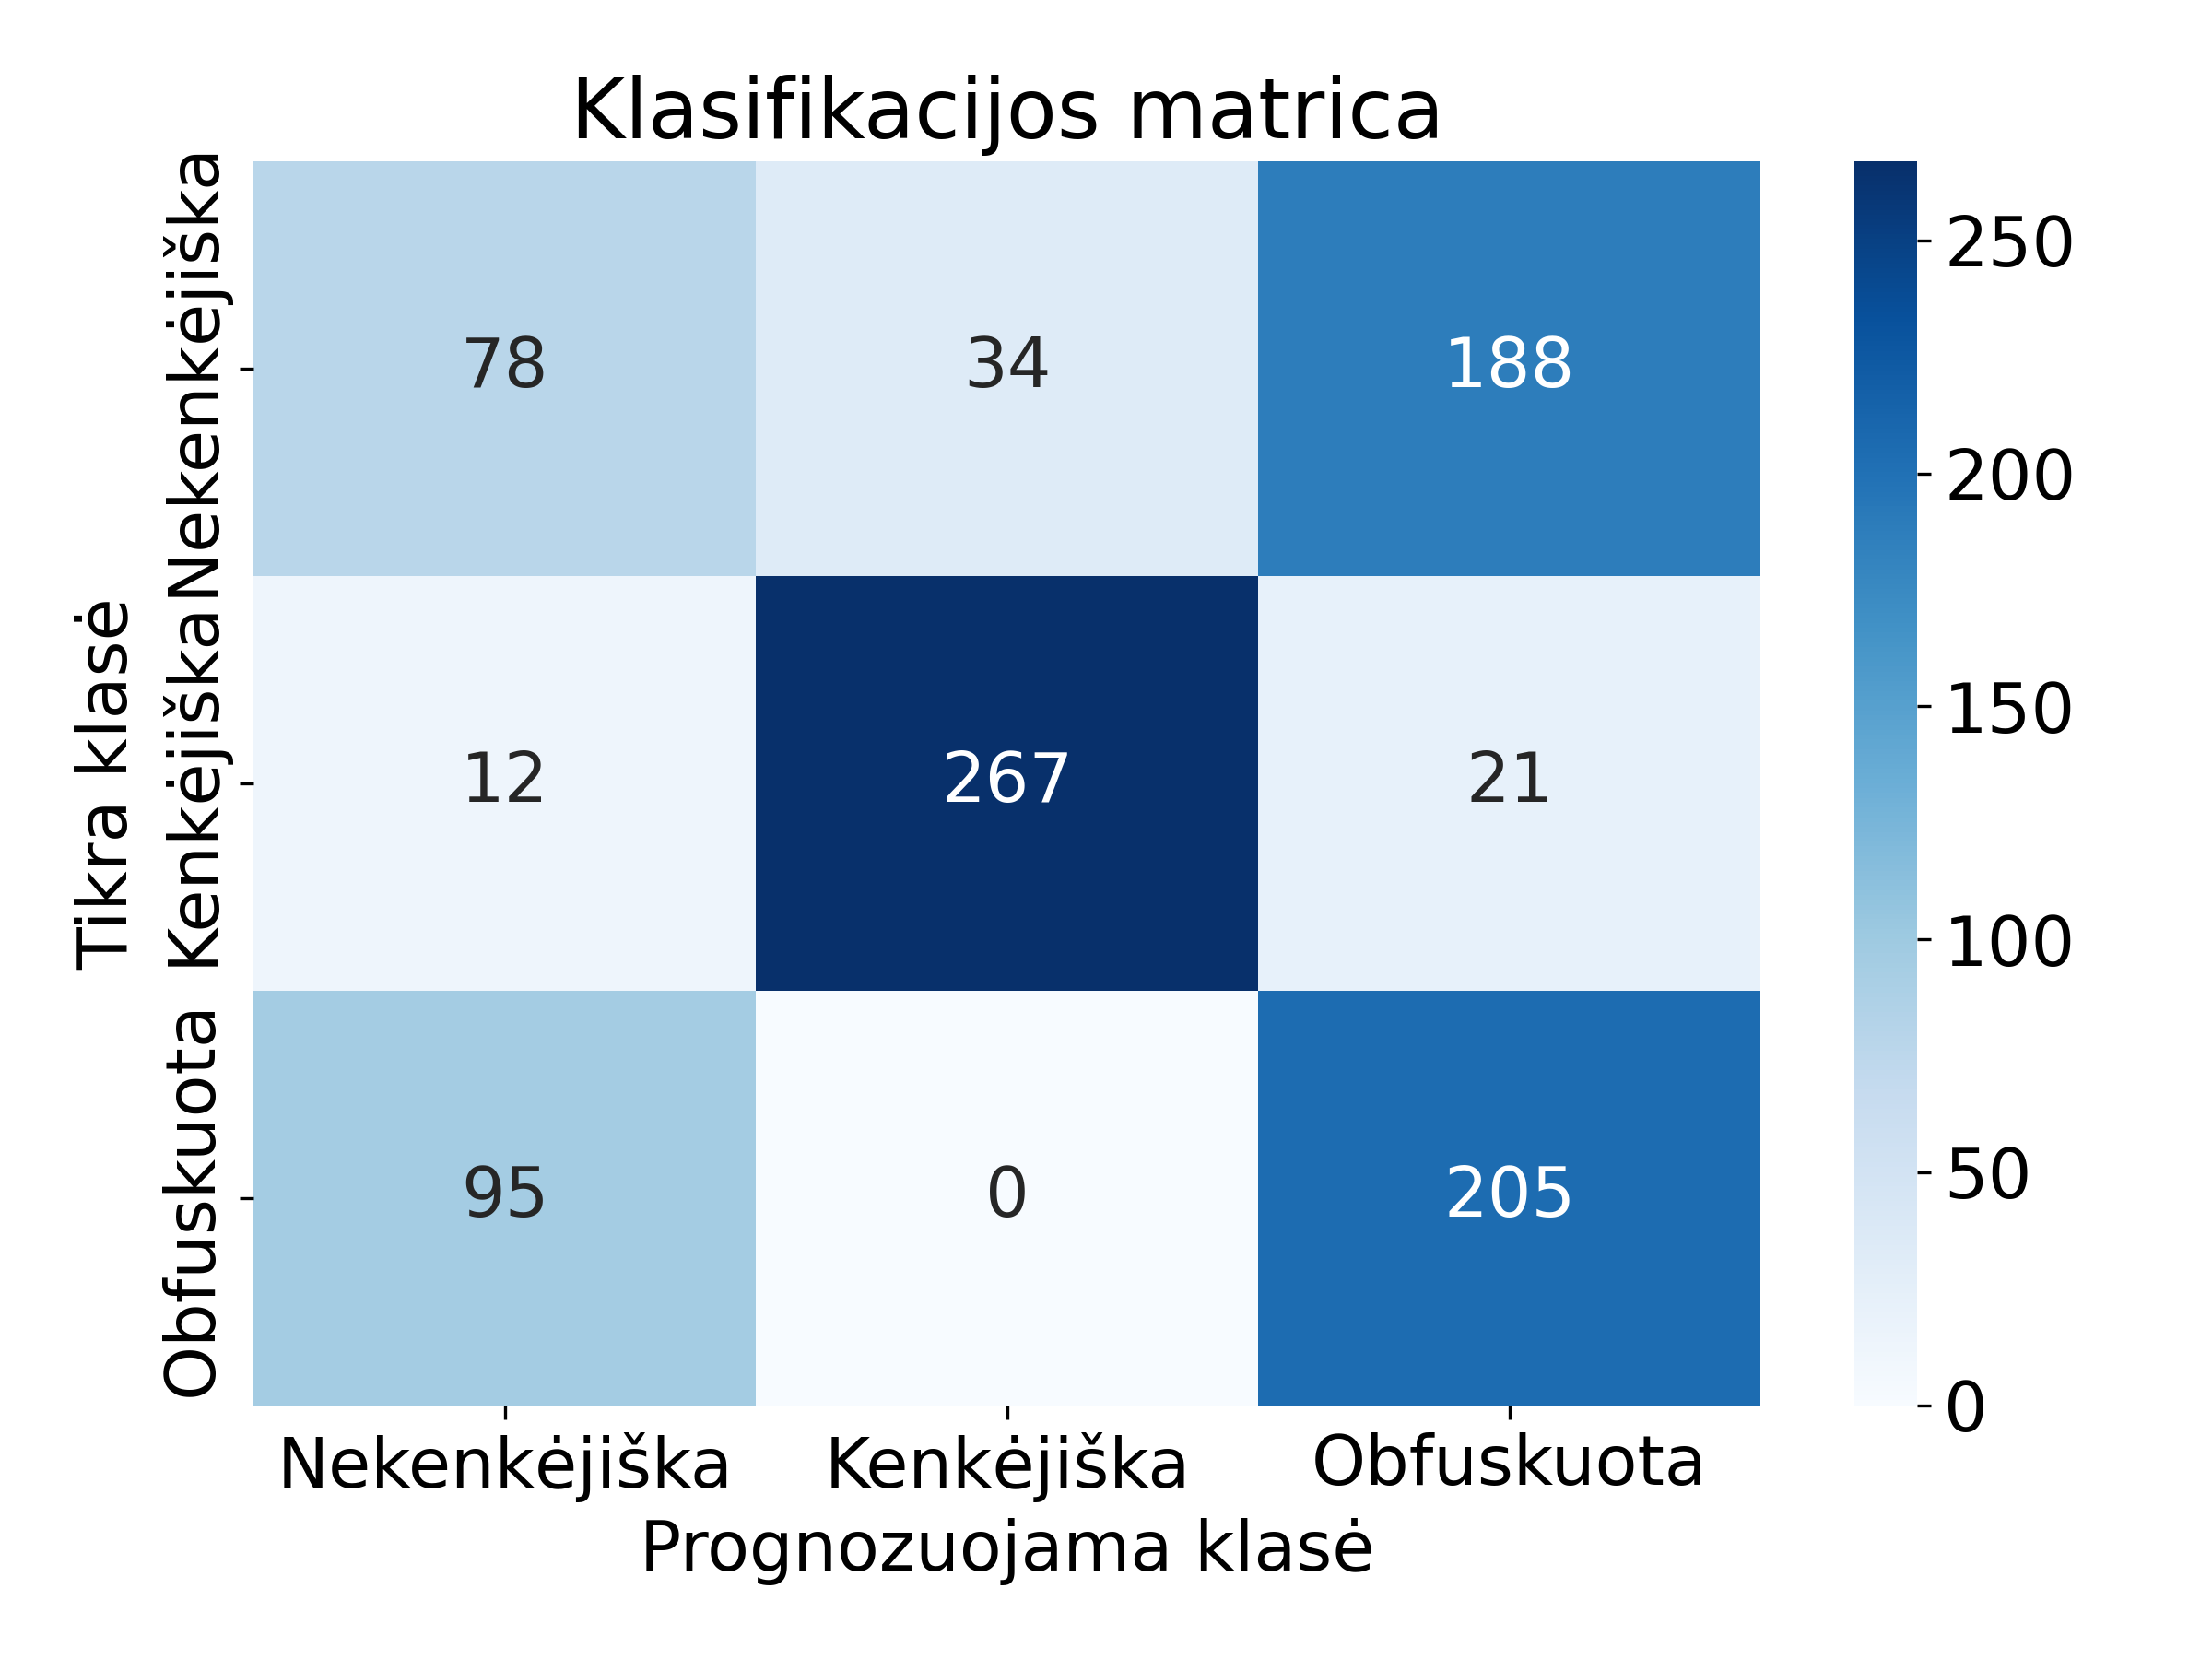 Klasifikacijos matrica
Tikra klasė
Nekenkėjiška
78 34 188
Kenkėjiška
12 267 21
Obfuskuota
95 0 205
Nekenkėjiška Kenkėjiška Obfuskuota
Prognozuojama klasė
250
200
150
100
50
0